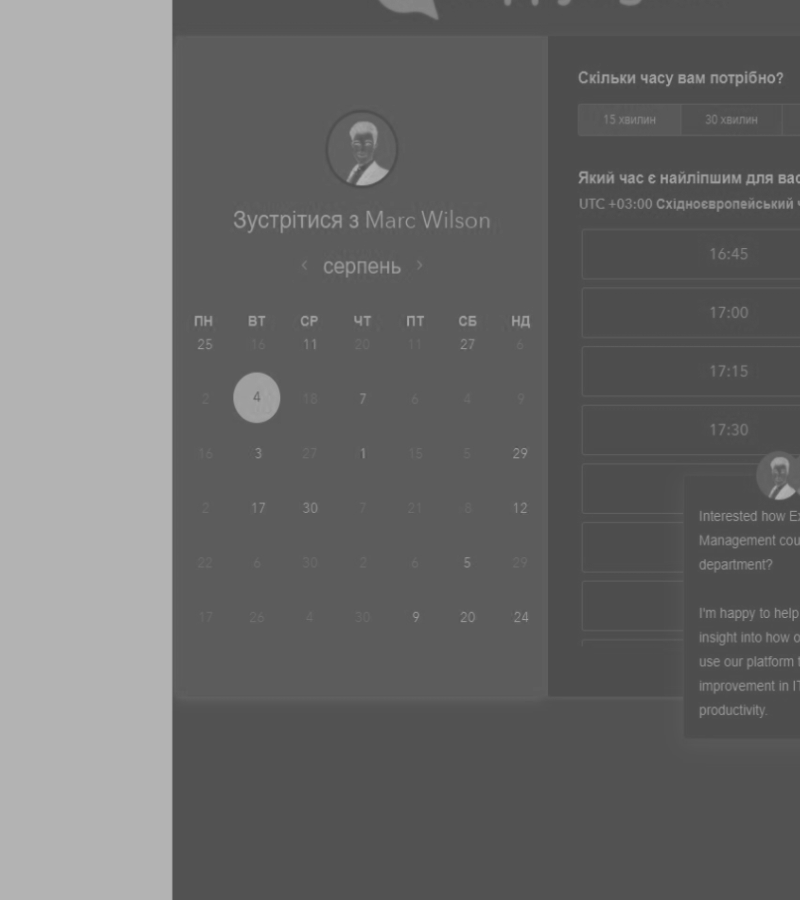 Скільки часу вам потрібно?
15 хвилин 30 хвилин
Який час є найліпшим для вас
UTC +03:00 Східноєвропейський ч
Зустрітися з Marc Wilson
серпень
ПН ВТ СР ЧТ ПТ СБ НД
25 16 11 20 11 27 6
2 4 18 7 6 4 9
16 3 27 1 15 5 29
2 17 30 7 21 8 12
22 6 30 2 6 5 29
17 26 4 30 9 20 24
16:45
17:00
17:15
17:30
Interested how Ex
Management cou
department?
I'm happy to help
insight into how o
use our platform t
improvement in IT
productivity.